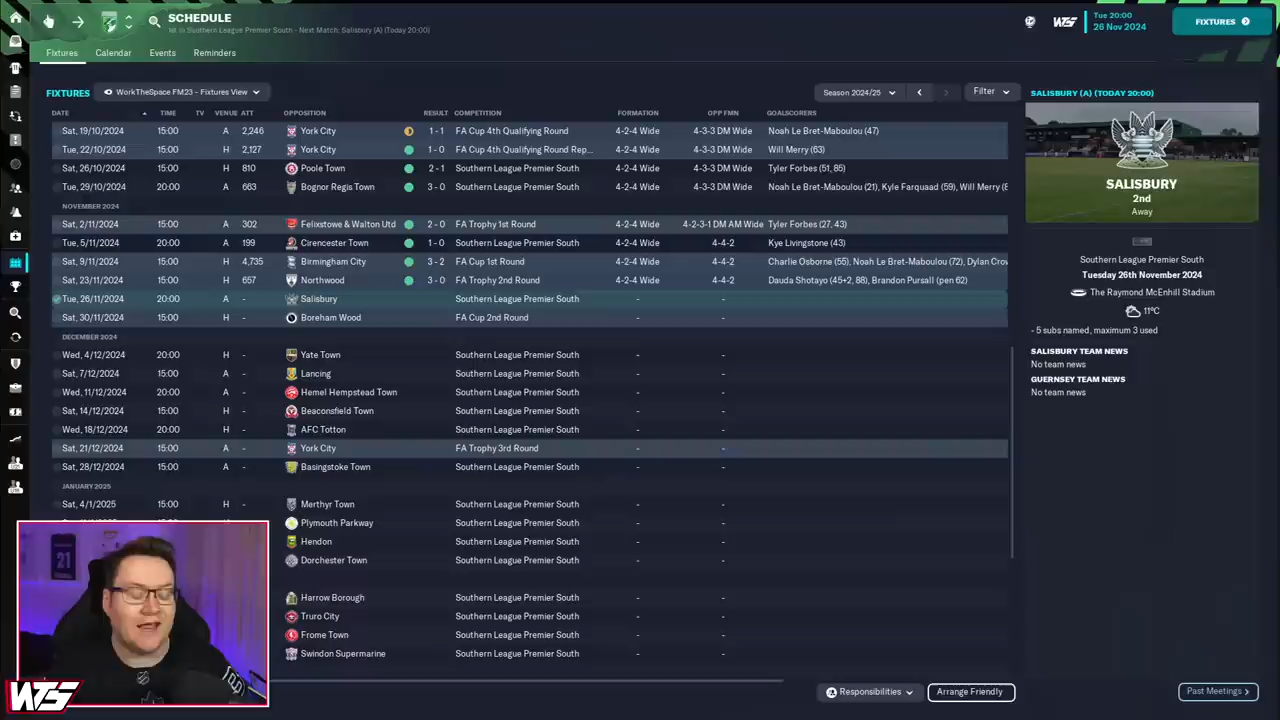 SCHEDULE
1st in Southern League Premier South - Next Match: Salisbury (A) (Today 20:00)
WTS
Tue 20:00
26 Nov 2024
FIXTURES
Fixtures Calendar Events Reminders
FIXTURES WorkTheSpace FM23 - Fixtures View Season 2024/25 Filter
DATE TIME TV VENUE ATT OPPOSITION RESULT COMPETITION FORMATION OPP FMN GOALSCORERS
Sat, 19/10/2024 15:00 A 2,246 York City 1 - 1 FA Cup 4th Qualifying Round 4-2-4 Wide 4-3-3 DM Wide Noah Le Bret-Maboulou (47)
Tue, 22/10/2024 15:00 H 2,127 York City 1 - 0 FA Cup 4th Qualifying Round Rep... 4-2-4 Wide 4-3-3 DM Wide Will Merry (63)
Sat, 26/10/2024 15:00 H 810 Poole Town 2 - 1 Southern League Premier South 4-2-4 Wide 4-3-3 DM Wide Tyler Forbes (51, 85)
Tue, 29/10/2024 20:00 A 663 Bognor Regis Town 3 - 0 Southern League Premier South 4-2-4 Wide 4-3-3 DM Wide Noah Le Bret-Maboulou (21), Kyle Farquaad (59), Will Merry (8
NOVEMBER 2024
Sat, 2/11/2024 15:00 A 302 Felixstowe & Walton Utd 2 - 0 FA Trophy 1st Round 4-2-4 Wide 4-2-3-1 DM AM Wide Tyler Forbes (27, 43)
Tue, 5/11/2024 20:00 A 199 Cirencester Town 1 - 0 Southern League Premier South 4-2-4 Wide 4-4-2 Kye Livingstone (43)
Sat, 9/11/2024 15:00 H 4,735 Birmingham City 3 - 2 FA Cup 1st Round 4-2-4 Wide 4-4-2 Charlie Osborne (55), Noah Le Bret-Maboulou (72), Dylan Crow
Sat, 23/11/2024 15:00 H 657 Northwood 3 - 0 FA Trophy 2nd Round 4-2-4 Wide 4-4-2 Dauda Shotayo (45+2, 88), Brandon Pursall (pen 62)
Tue, 26/11/2024 20:00 A - Salisbury Southern League Premier South - -
Sat, 30/11/2024 15:00 H - Boreham Wood FA Cup 2nd Round - -
DECEMBER 2024
Wed, 4/12/2024 20:00 H - Yate Town Southern League Premier South - -
Sat, 7/12/2024 15:00 A - Lancing Southern League Premier South - -
Wed, 11/12/2024 20:00 A - Hemel Hempstead Town Southern League Premier South - -
Sat, 14/12/2024 15:00 H - Beaconsfield Town Southern League Premier South - -
Wed, 18/12/2024 20:00 H - AFC Totton Southern League Premier South - -
Sat, 21/12/2024 15:00 A - York City FA Trophy 3rd Round - -
Sat, 28/12/2024 15:00 A - Basingstoke Town Southern League Premier South - -
JANUARY 2025
Sat, 4/1/2025 15:00 H - Merthyr Town Southern League Premier South - -
Plymouth Parkway Southern League Premier South - -
Hendon Southern League Premier South - -
Dorchester Town Southern League Premier South - -
Harrow Borough Southern League Premier South - -
Truro City Southern League Premier South - -
Frome Town Southern League Premier South - -
Swindon Supermarine Southern League Premier South - -
Responsibilities Arrange Friendly
SALISBURY (A) (TODAY 20:00)
SALISBURY
2nd
Away
Southern League Premier South
Tuesday 26th November 2024
The Raymond McEnhill Stadium
11°C
- 5 subs named, maximum 3 used
SALISBURY TEAM NEWS
No team news
GUERNSEY TEAM NEWS
No team news
Past Meetings
21
WTS